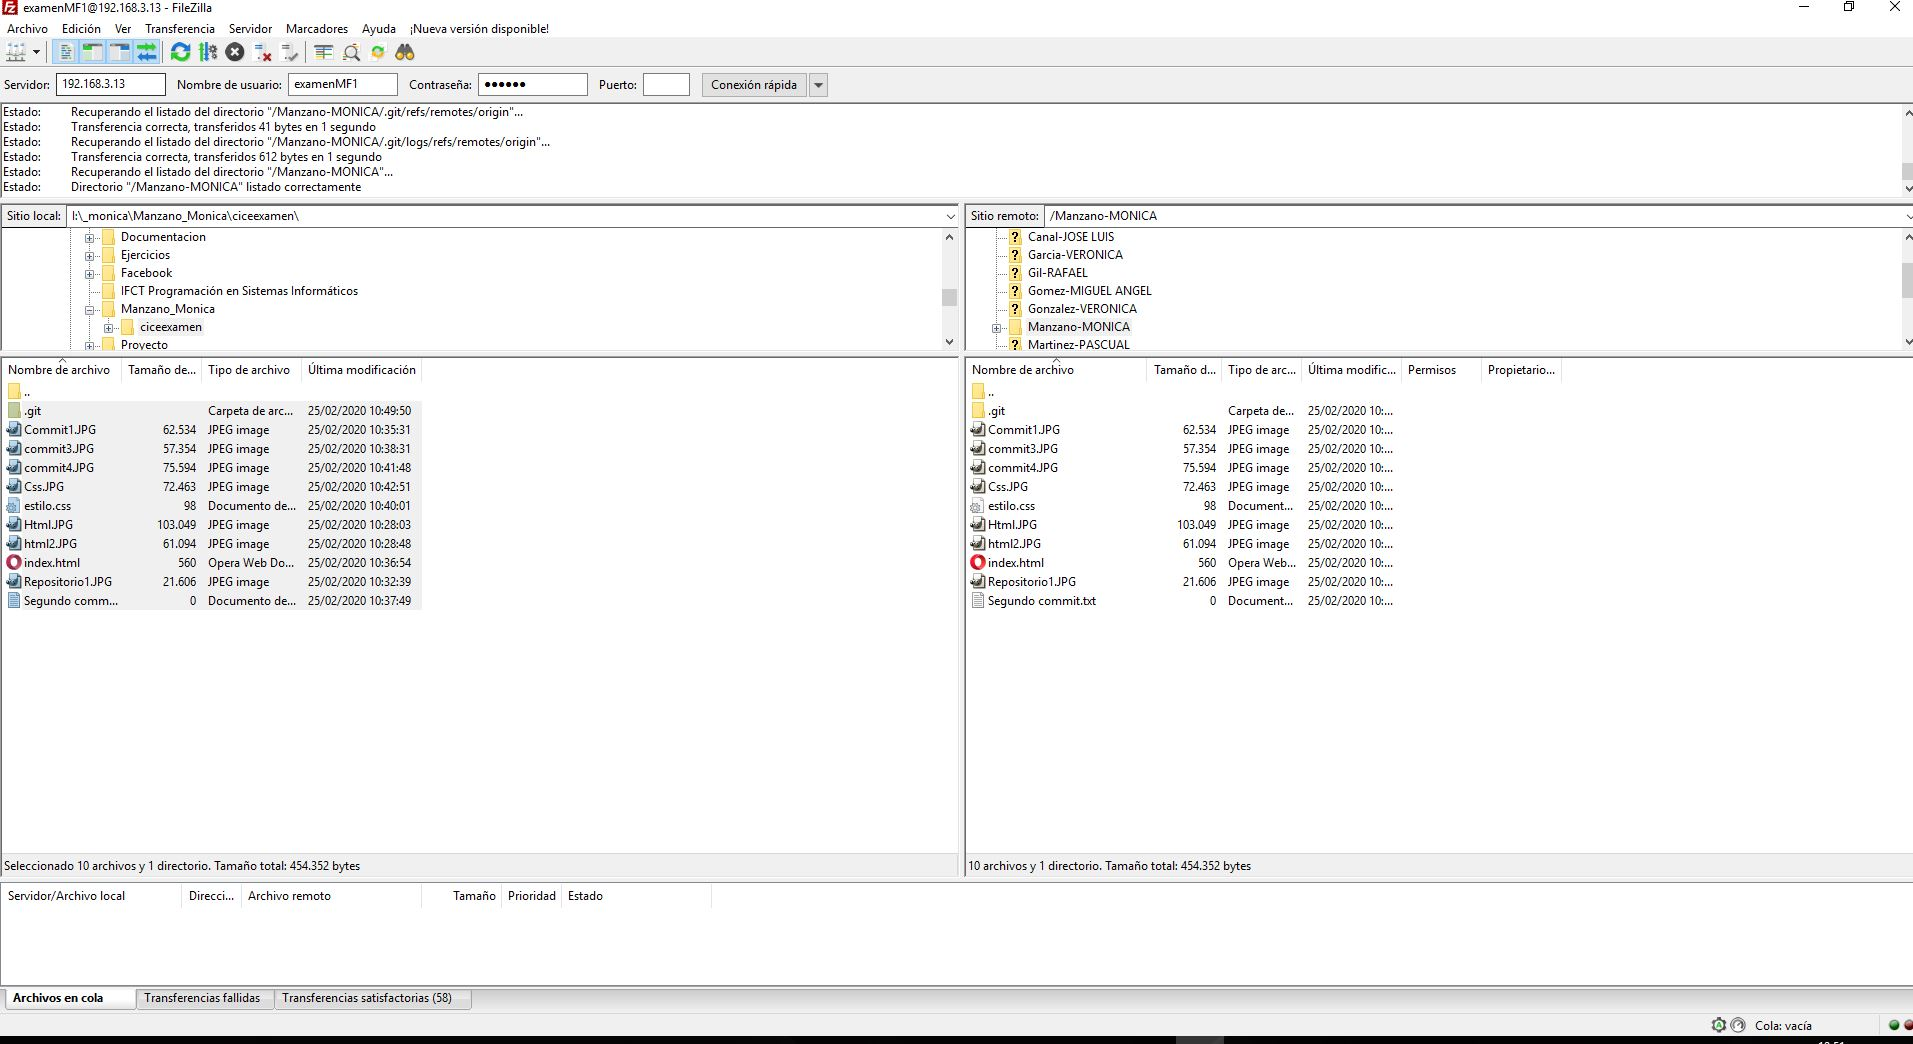 examenMF1@192.168.3.13 - FileZilla
Archivo Edición Ver Transferencia Servidor Marcadores Ayuda ¡Nueva versión disponible!
Servidor: 192.168.3.13 Nombre de usuario: examenMF1 Contraseña: ●●●●●● Puerto: Conexión rápida
Estado: Recuperando el listado del directorio "/Manzano-MONICA/.git/refs/remotes/origin"...
Estado: Transferencia correcta, transferidos 41 bytes en 1 segundo
Estado: Recuperando el listado del directorio "/Manzano-MONICA/.git/logs/refs/remotes/origin"...
Estado: Transferencia correcta, transferidos 612 bytes en 1 segundo
Estado: Recuperando el listado del directorio "/Manzano-MONICA"...
Estado: Directorio "/Manzano-MONICA" listado correctamente
Sitio local: I:\_monica\Manzano_Monica\ciceexamen\
Documentacion
Ejercicios
Facebook
IFCT Programación en Sistemas Informáticos
Manzano_Monica
ciceexamen
Proyecto
Nombre de archivo Tamaño de... Tipo de archivo Última modificación
..
.git Carpeta de arc... 25/02/2020 10:49:50
Commit1.JPG 62.534 JPEG image 25/02/2020 10:35:31
commit3.JPG 57.354 JPEG image 25/02/2020 10:38:31
commit4.JPG 75.594 JPEG image 25/02/2020 10:41:48
Css.JPG 72.463 JPEG image 25/02/2020 10:42:51
estilo.css 98 Documento de... 25/02/2020 10:40:01
Html.JPG 103.049 JPEG image 25/02/2020 10:28:03
html2.JPG 61.094 JPEG image 25/02/2020 10:28:48
index.html 560 Opera Web Do... 25/02/2020 10:36:54
Repositorio1.JPG 21.606 JPEG image 25/02/2020 10:32:39
Segundo comm... 0 Documento de... 25/02/2020 10:37:49
Seleccionado 10 archivos y 1 directorio. Tamaño total: 454.352 bytes
Sitio remoto: /Manzano-MONICA
Canal-JOSE LUIS
Garcia-VERONICA
Gil-RAFAEL
Gomez-MIGUEL ANGEL
Gonzalez-VERONICA
Manzano-MONICA
Martinez-PASCUAL
Nombre de archivo Tamaño d... Tipo de arc... Última modific... Permisos Propietario...
..
.git Carpeta de... 25/02/2020 10:...
Commit1.JPG 62.534 JPEG image 25/02/2020 10:...
commit3.JPG 57.354 JPEG image 25/02/2020 10:...
commit4.JPG 75.594 JPEG image 25/02/2020 10:...
Css.JPG 72.463 JPEG image 25/02/2020 10:...
estilo.css 98 Document... 25/02/2020 10:...
Html.JPG 103.049 JPEG image 25/02/2020 10:...
html2.JPG 61.094 JPEG image 25/02/2020 10:...
index.html 560 Opera Web... 25/02/2020 10:...
Repositorio1.JPG 21.606 JPEG image 25/02/2020 10:...
Segundo commit.txt 0 Document... 25/02/2020 10:...
10 archivos y 1 directorio. Tamaño total: 454.352 bytes
Servidor/Archivo local Direcci... Archivo remoto Tamaño Prioridad Estado
Archivos en cola Transferencias fallidas Transferencias satisfactorias (58)
Cola: vacía